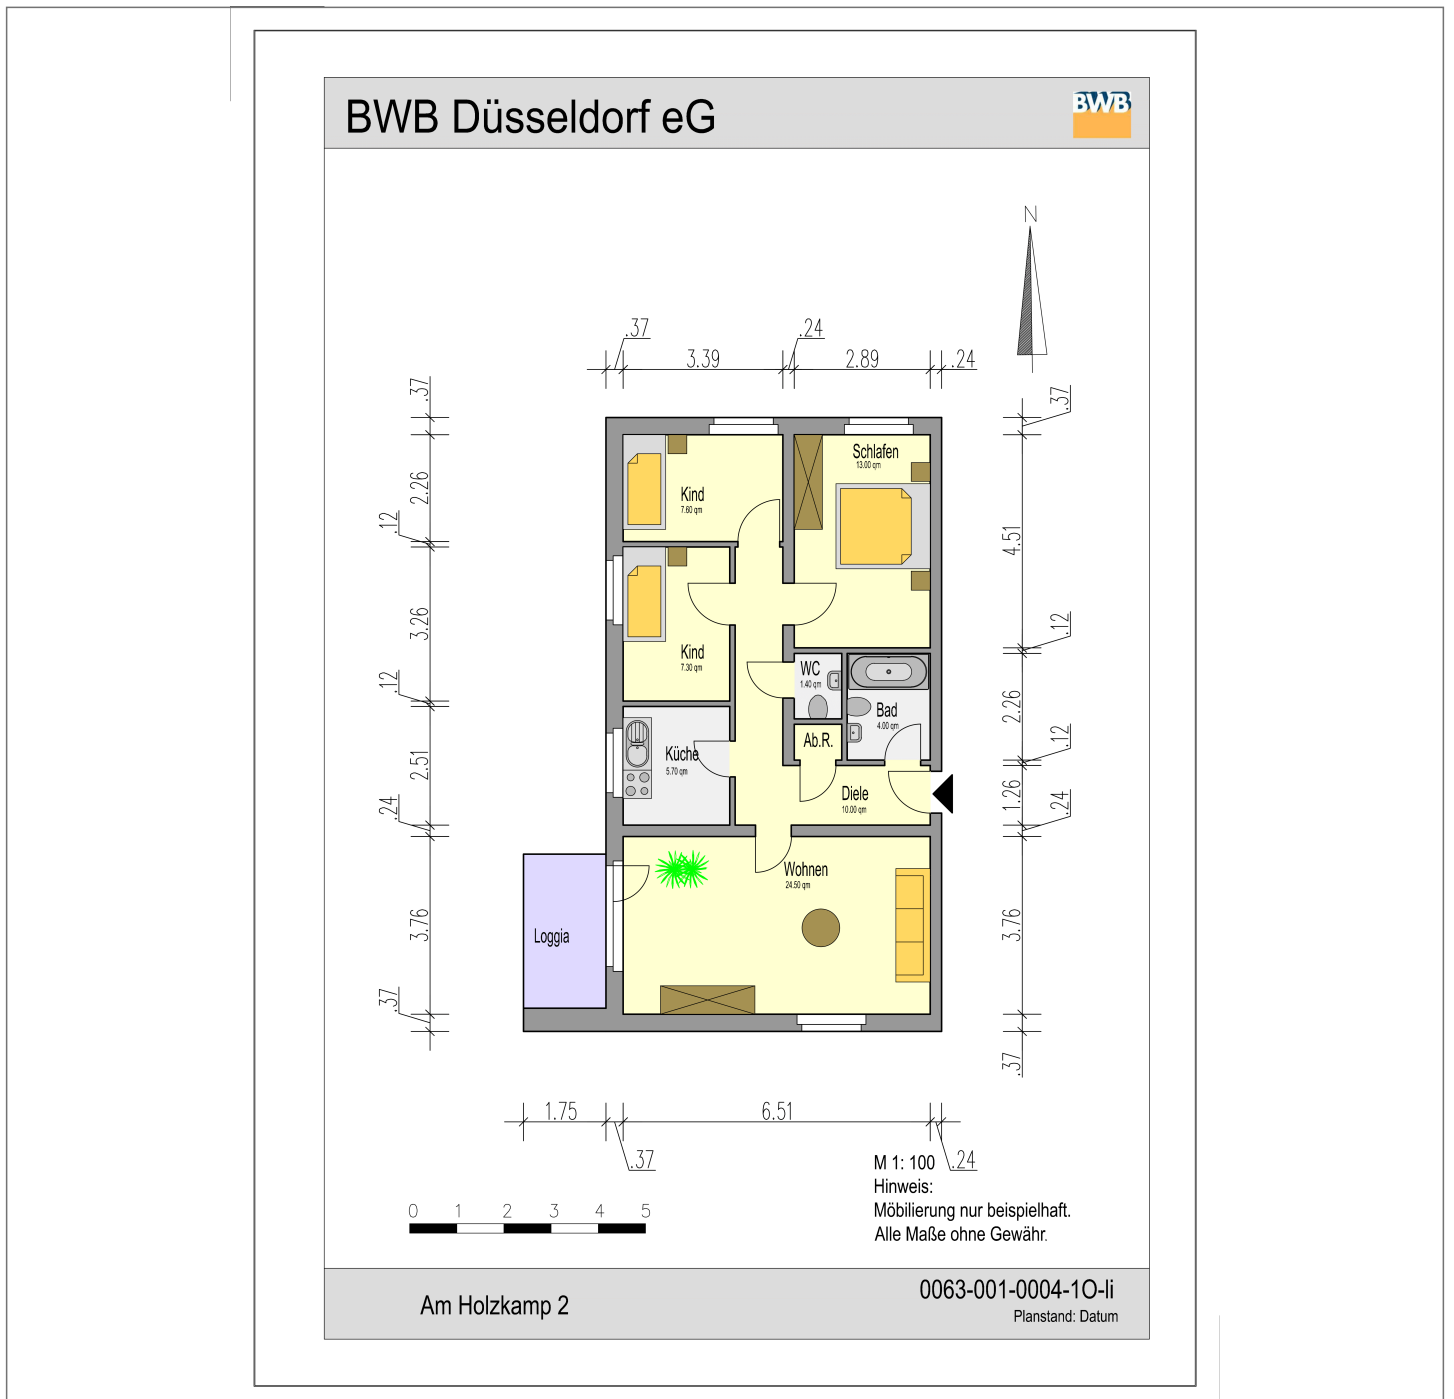 BWB Düsseldorf eG
BWB
N
.37
.24
3.39
2.89
.24
.37
.37
2.26
.12
3.26
.12
2.51
.24
3.76
.37
4.51
.12
2.26
.12
1.26
.24
3.76
.37
Schlafen
13.00 qm
Kind
7.60 qm
Kind
7.30 qm
WC
1.40 qm
Bad
4.00 qm
Küche
5.70 qm
Ab.R.
Diele
10.00 qm
Wohnen
24.50 qm
Loggia
1.75
6.51
.37
.24
M 1: 100
Hinweis:
Möbilierung nur beispielhaft.
Alle Maße ohne Gewähr.
0 1 2 3 4 5
Am Holzkamp 2
0063-001-0004-1O-li
Planstand: Datum